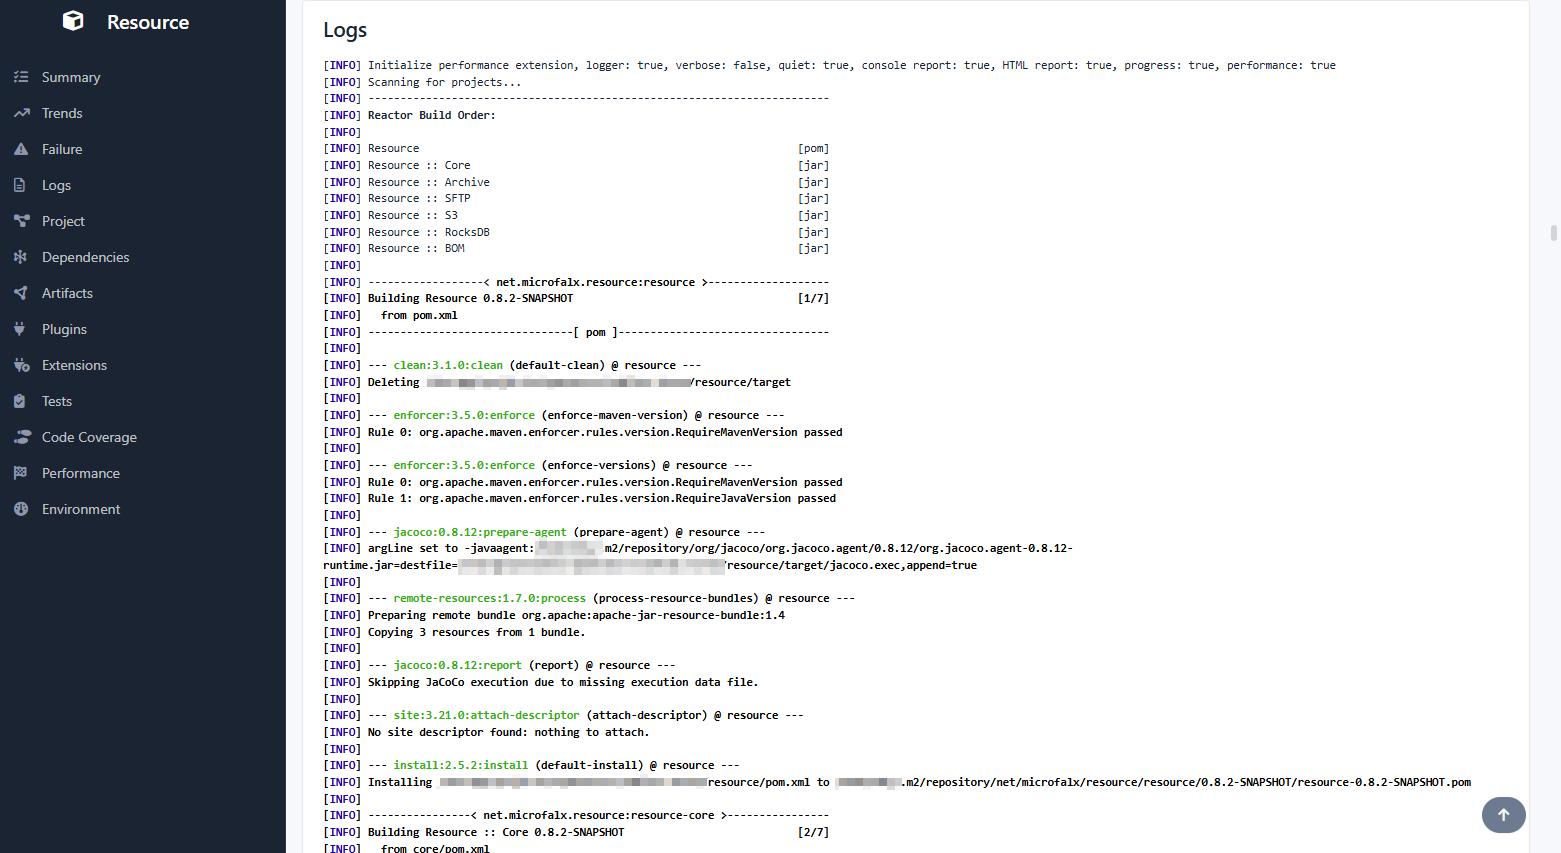 Resource
Summary
Trends
Failure
Logs
Project
Dependencies
Artifacts
Plugins
Extensions
Tests
Code Coverage
Performance
Environment
Logs
[INFO] Initialize performance extension, logger: true, verbose: false, quiet: true, console report: true, HTML report: true, progress: true, performance: true
[INFO] Scanning for projects...
[INFO] ------------------------------------------------------------------------
[INFO] Reactor Build Order:
[INFO]
[INFO] Resource                                                           [pom]
[INFO] Resource :: Core                                                   [jar]
[INFO] Resource :: Archive                                                [jar]
[INFO] Resource :: SFTP                                                   [jar]
[INFO] Resource :: S3                                                     [jar]
[INFO] Resource :: RocksDB                                                [jar]
[INFO] Resource :: BOM                                                    [jar]
[INFO]
[INFO] ------------------< net.microfalx.resource:resource >-------------------
[INFO] Building Resource 0.8.2-SNAPSHOT                                   [1/7]
[INFO]   from pom.xml
[INFO] --------------------------------[ pom ]---------------------------------
[INFO]
[INFO] --- clean:3.1.0:clean (default-clean) @ resource ---
[INFO] Deleting /resource/target
[INFO]
[INFO] --- enforcer:3.5.0:enforce (enforce-maven-version) @ resource ---
[INFO] Rule 0: org.apache.maven.enforcer.rules.version.RequireMavenVersion passed
[INFO]
[INFO] --- enforcer:3.5.0:enforce (enforce-versions) @ resource ---
[INFO] Rule 0: org.apache.maven.enforcer.rules.version.RequireMavenVersion passed
[INFO] Rule 1: org.apache.maven.enforcer.rules.version.RequireJavaVersion passed
[INFO]
[INFO] --- jacoco:0.8.12:prepare-agent (prepare-agent) @ resource ---
[INFO] argLine set to -javaagent: m2/repository/org/jacoco/org.jacoco.agent/0.8.12/org.jacoco.agent-0.8.12-
runtime.jar=destfile= resource/target/jacoco.exec,append=true
[INFO]
[INFO] --- remote-resources:1.7.0:process (process-resource-bundles) @ resource ---
[INFO] Preparing remote bundle org.apache:apache-jar-resource-bundle:1.4
[INFO] Copying 3 resources from 1 bundle.
[INFO]
[INFO] --- jacoco:0.8.12:report (report) @ resource ---
[INFO] Skipping JaCoCo execution due to missing execution data file.
[INFO]
[INFO] --- site:3.21.0:attach-descriptor (attach-descriptor) @ resource ---
[INFO] No site descriptor found: nothing to attach.
[INFO]
[INFO] --- install:2.5.2:install (default-install) @ resource ---
[INFO] Installing resource/pom.xml to .m2/repository/net/microfalx/resource/resource/0.8.2-SNAPSHOT/resource-0.8.2-SNAPSHOT.pom
[INFO]
[INFO] ----------------< net.microfalx.resource:resource-core >----------------
[INFO] Building Resource :: Core 0.8.2-SNAPSHOT                           [2/7]
[INFO]   from core/pom.xml